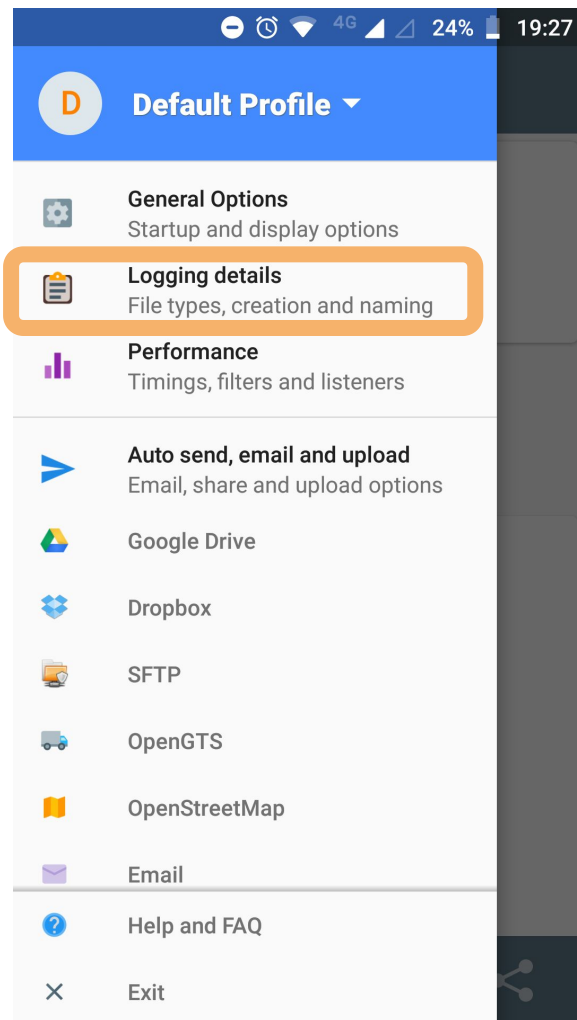 4G 24% 19:27
D Default Profile
General Options
Startup and display options
Logging details
File types, creation and naming
Performance
Timings, filters and listeners
Auto send, email and upload
Email, share and upload options
Google Drive
Dropbox
SFTP
OpenGTS
OpenStreetMap
Email
Help and FAQ
Exit